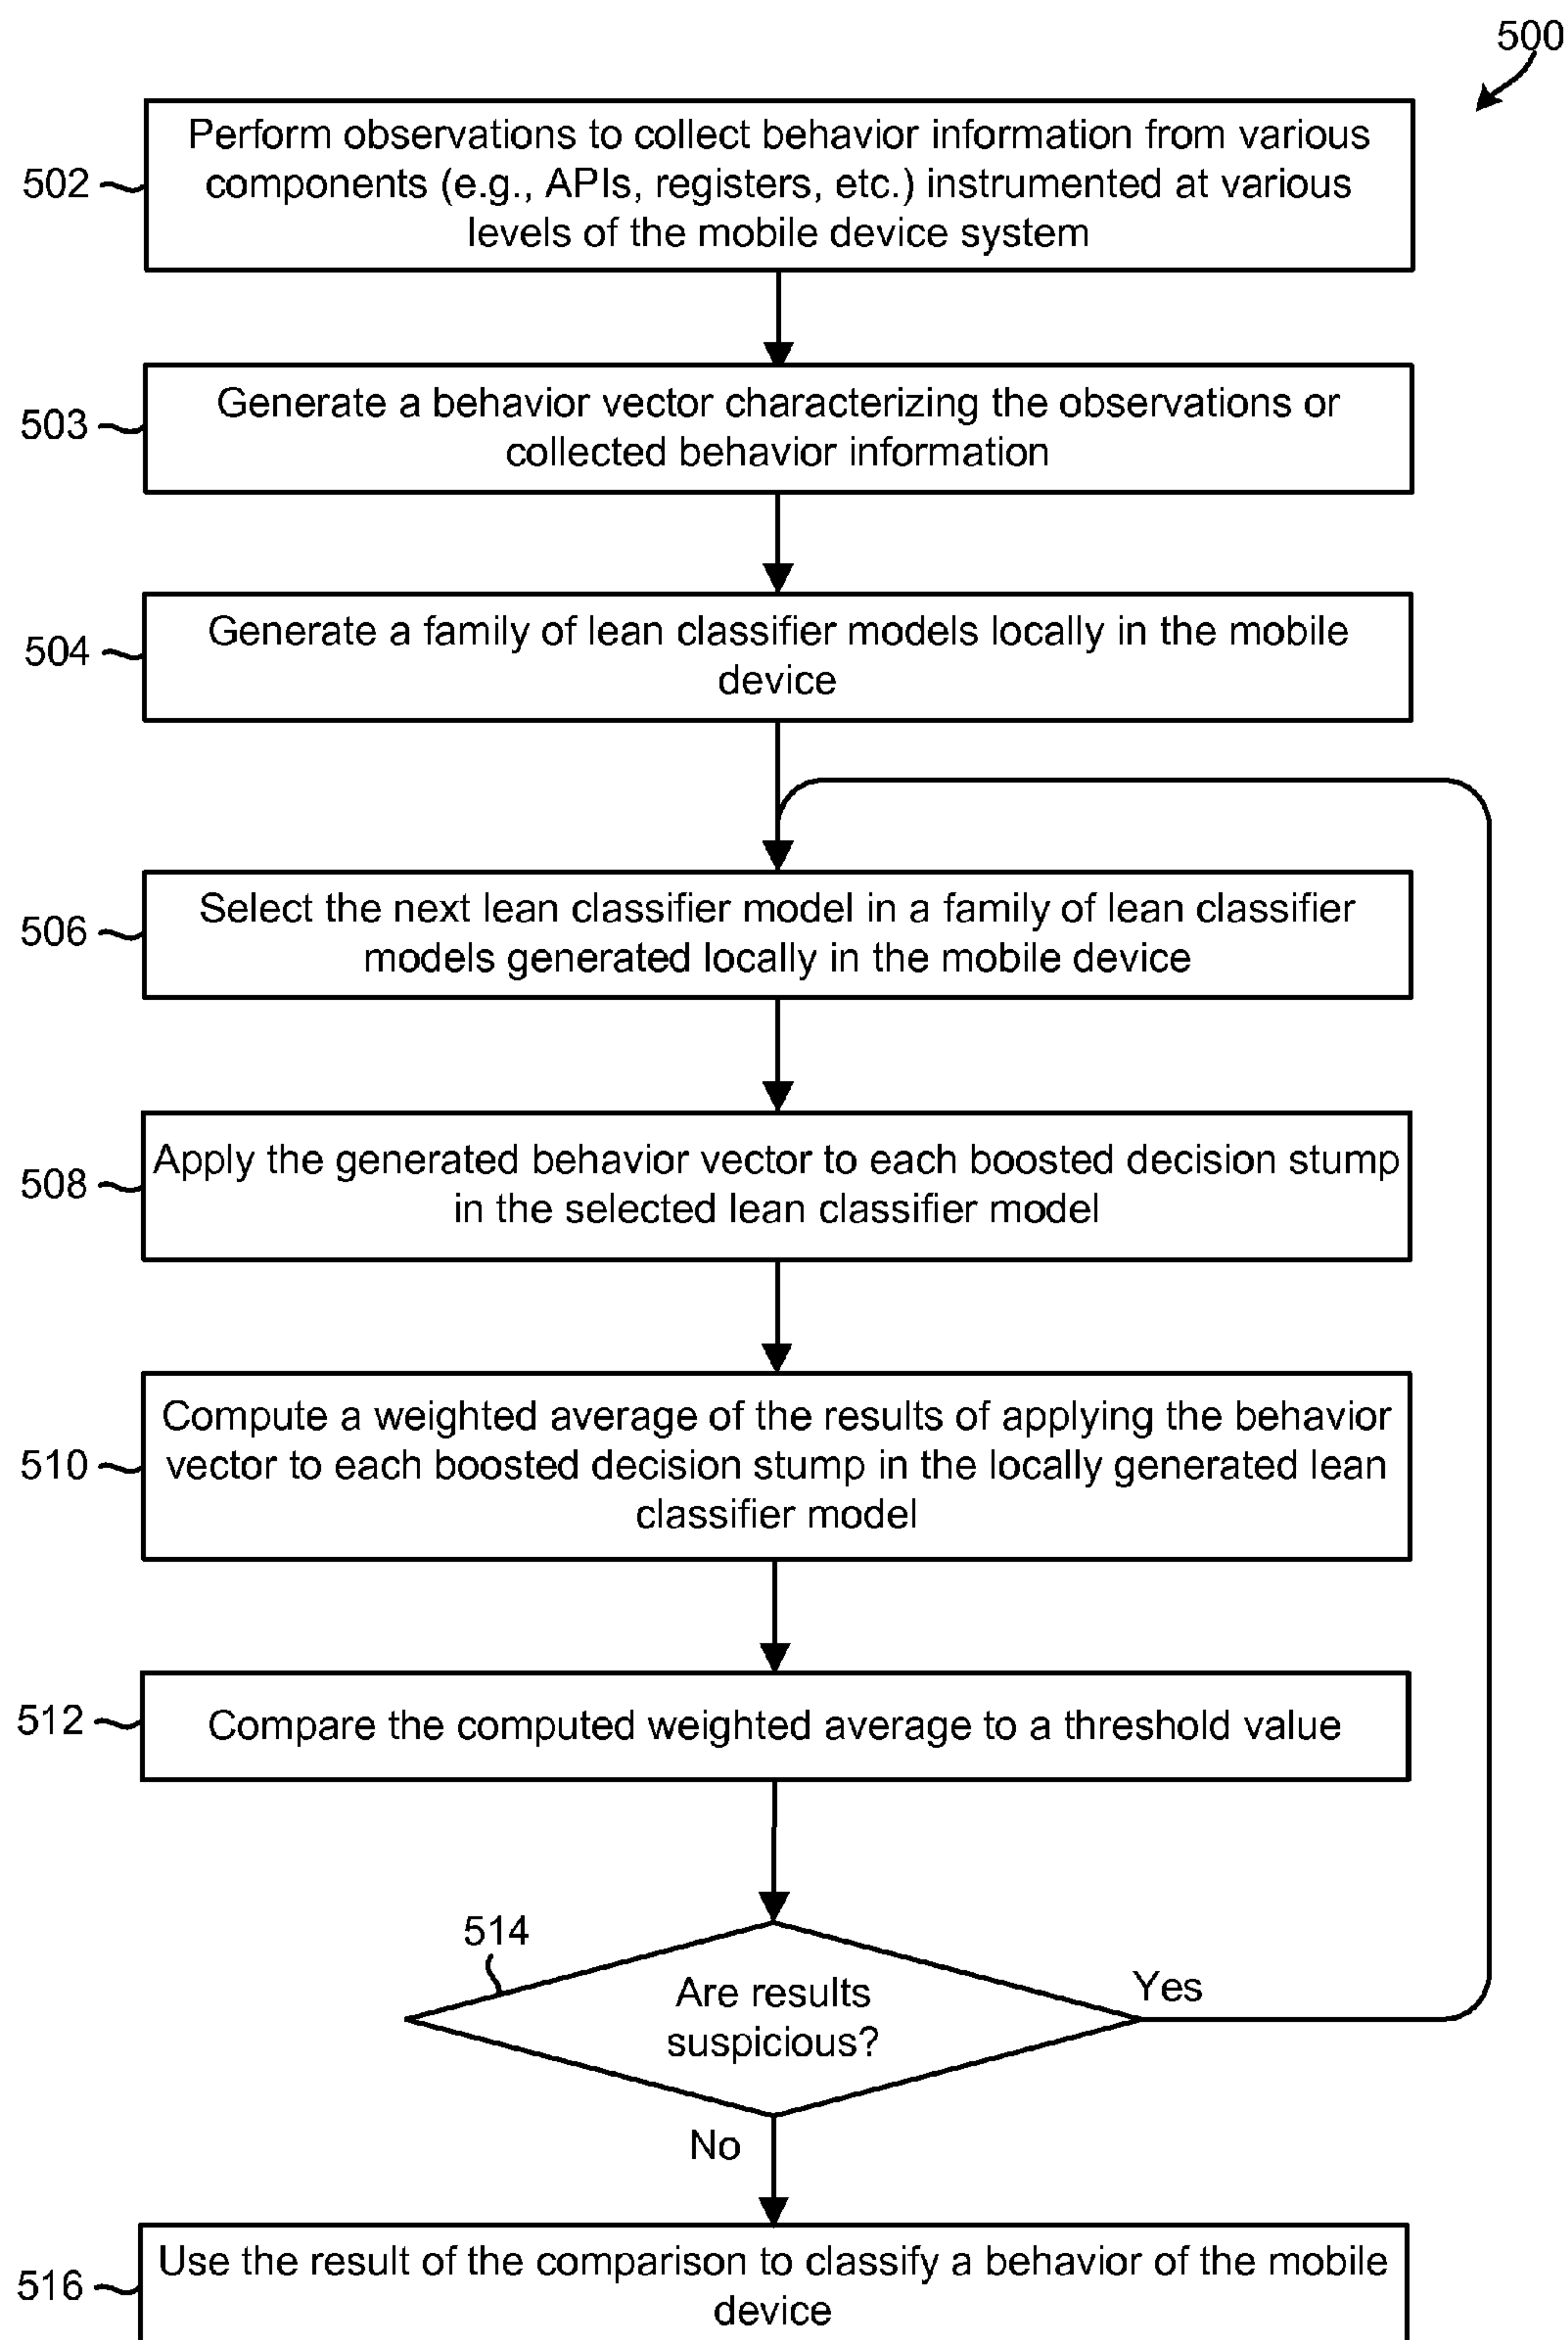 500
502
Perform observations to collect behavior information from various
components (e.g., APIs, registers, etc.) instrumented at various
levels of the mobile device system
503
Generate a behavior vector characterizing the observations or
collected behavior information
504
Generate a family of lean classifier models locally in the mobile
device
506
Select the next lean classifier model in a family of lean classifier
models generated locally in the mobile device
508
Apply the generated behavior vector to each boosted decision stump
in the selected lean classifier model
510
Compute a weighted average of the results of applying the behavior
vector to each boosted decision stump in the locally generated lean
classifier model
512
Compare the computed weighted average to a threshold value
514
Are results
suspicious?
Yes
No
516
Use the result of the comparison to classify a behavior of the mobile
device